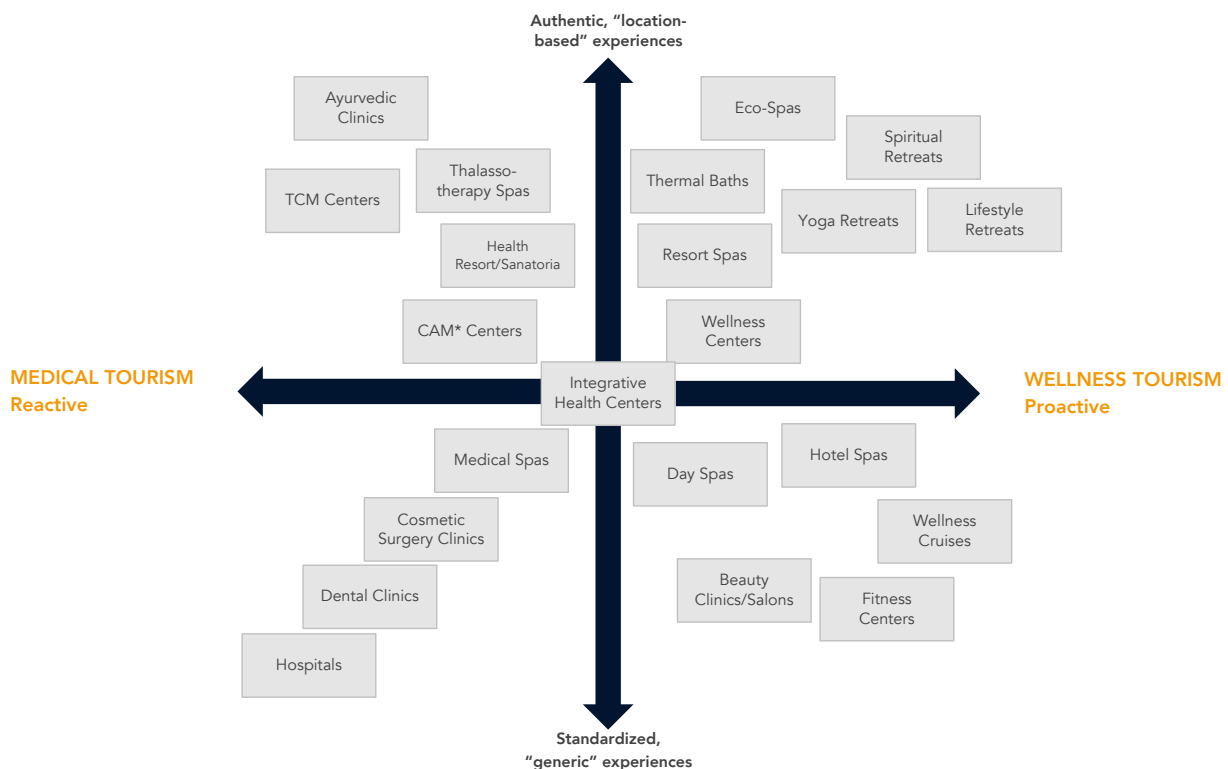 Authentic, “location-
based” experiences
Ayurvedic
Clinics
Eco-Spas
Spiritual
Retreats
Thalasso-
therapy Spas
Thermal Baths
TCM Centers
Yoga Retreats
Lifestyle
Retreats
Health
Resort/Sanatoria
Resort Spas
CAM* Centers
Wellness
Centers
MEDICAL TOURISM
Reactive
Integrative
Health Centers
WELLNESS TOURISM
Proactive
Medical Spas
Day Spas
Hotel Spas
Cosmetic
Surgery Clinics
Wellness
Cruises
Dental Clinics
Beauty
Clinics/Salons
Fitness
Centers
Hospitals
Standardized,
“generic” experiences